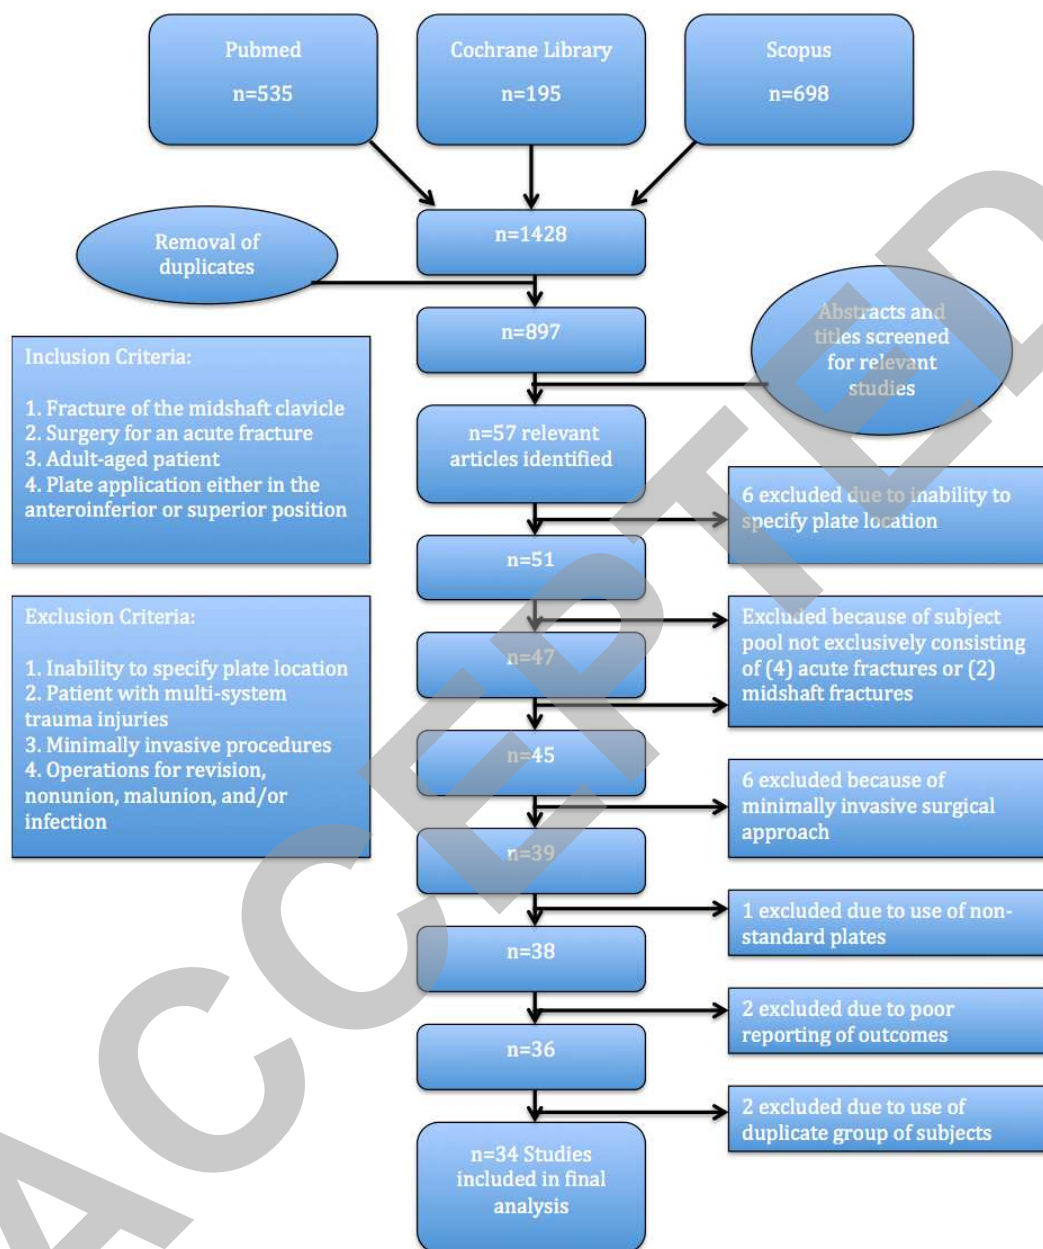 Pubmed
n=535
Cochrane Library
n=195
Scopus
n=698
n=1428
Removal of
duplicates
n=897
Abstracts and
titles screened
for relevant
studies
Inclusion Criteria:
1. Fracture of the midshaft clavicle
2. Surgery for an acute fracture
3. Adult-aged patient
4. Plate application either in the
anteroinferior or superior position
n=57 relevant
articles identified
6 excluded due to inability to
specify plate location
n=51
Exclusion Criteria:
1. Inability to specify plate location
2. Patient with multi-system
trauma injuries
3. Minimally invasive procedures
4. Operations for revision,
nonunion, malunion, and/or
infection
Excluded because of subject
pool not exclusively consisting
of (4) acute fractures or (2)
midshaft fractures
n=47
n=45
6 excluded because of
minimally invasive surgical
approach
n=39
1 excluded due to use of non-
standard plates
n=38
2 excluded due to poor
reporting of outcomes
n=36
2 excluded due to use of
duplicate group of subjects
n=34 Studies
included in final
analysis
ACCEPTED